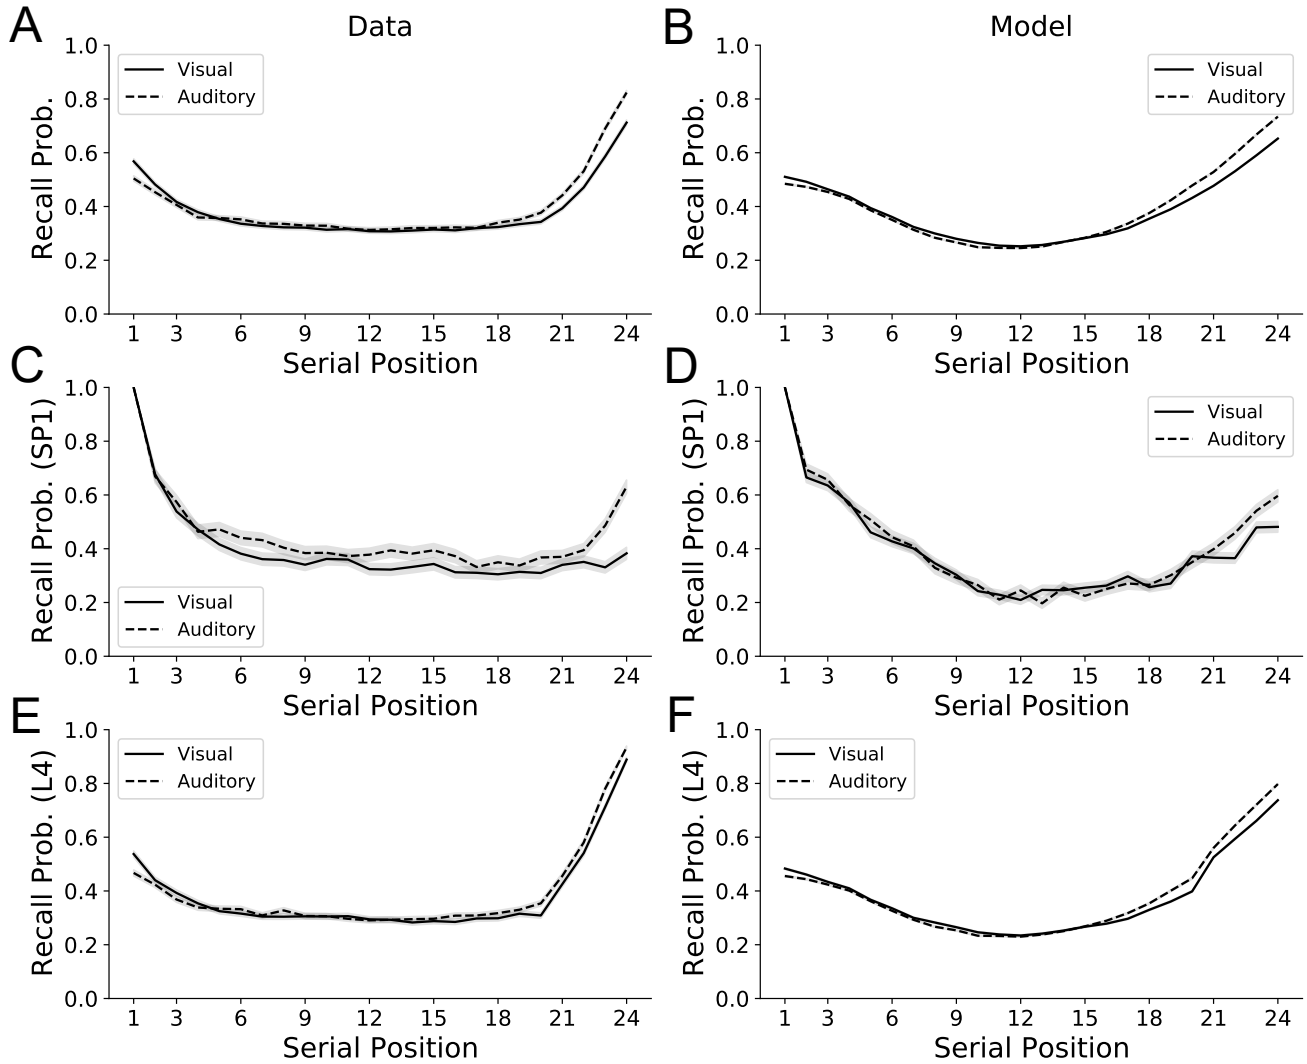 A
Data
Recall Prob.
1.0
0.8
0.6
0.4
0.2
0.0
Visual
Auditory
1 3 6 9 12 15 18 21 24
Serial Position
B
Model
Recall Prob.
1.0
0.8
0.6
0.4
0.2
0.0
Visual
Auditory
1 3 6 9 12 15 18 21 24
Serial Position
C
Recall Prob. (SP1)
1.0
0.8
0.6
0.4
0.2
0.0
Visual
Auditory
1 3 6 9 12 15 18 21 24
Serial Position
D
Recall Prob. (SP1)
1.0
0.8
0.6
0.4
0.2
0.0
Visual
Auditory
1 3 6 9 12 15 18 21 24
Serial Position
E
Recall Prob. (L4)
1.0
0.8
0.6
0.4
0.2
0.0
Visual
Auditory
1 3 6 9 12 15 18 21 24
Serial Position
F
Recall Prob. (L4)
1.0
0.8
0.6
0.4
0.2
0.0
Visual
Auditory
1 3 6 9 12 15 18 21 24
Serial Position